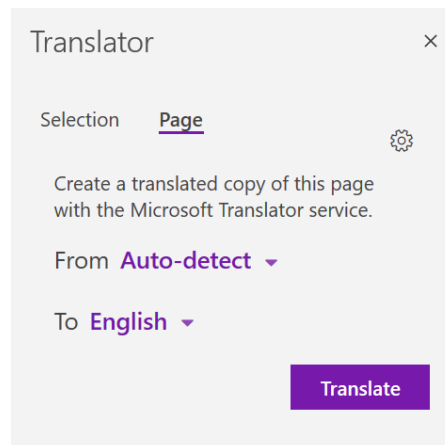 Translator
Selection Page
Create a translated copy of this page
with the Microsoft Translator service.
From Auto-detect
To English
Translate